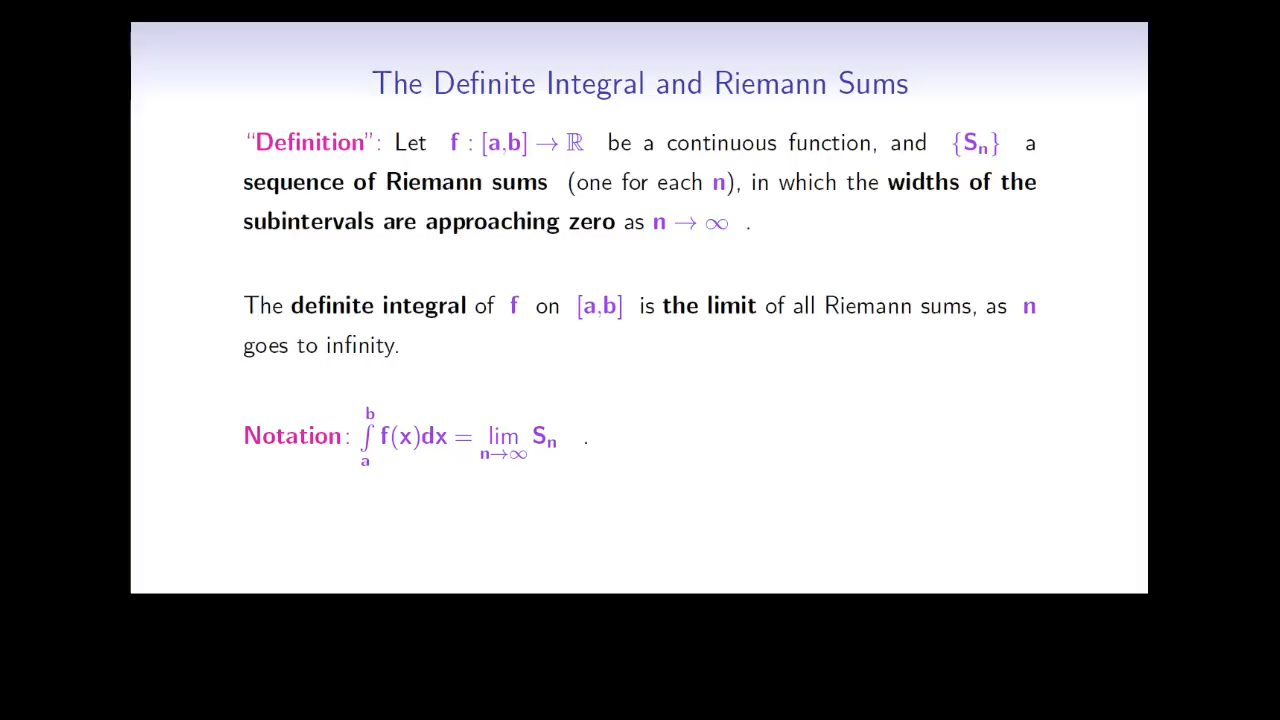 The Definite Integral and Riemann Sums
“Definition”: Let f : [a,b] → ℝ be a continuous function, and {Sₙ} a
sequence of Riemann sums (one for each n), in which the widths of the
subintervals are approaching zero as n → ∞ .
The definite integral of f on [a,b] is the limit of all Riemann sums, as n
goes to infinity.
Notation: ∫ₐᵇ f(x)dx = lim n→∞ Sₙ .